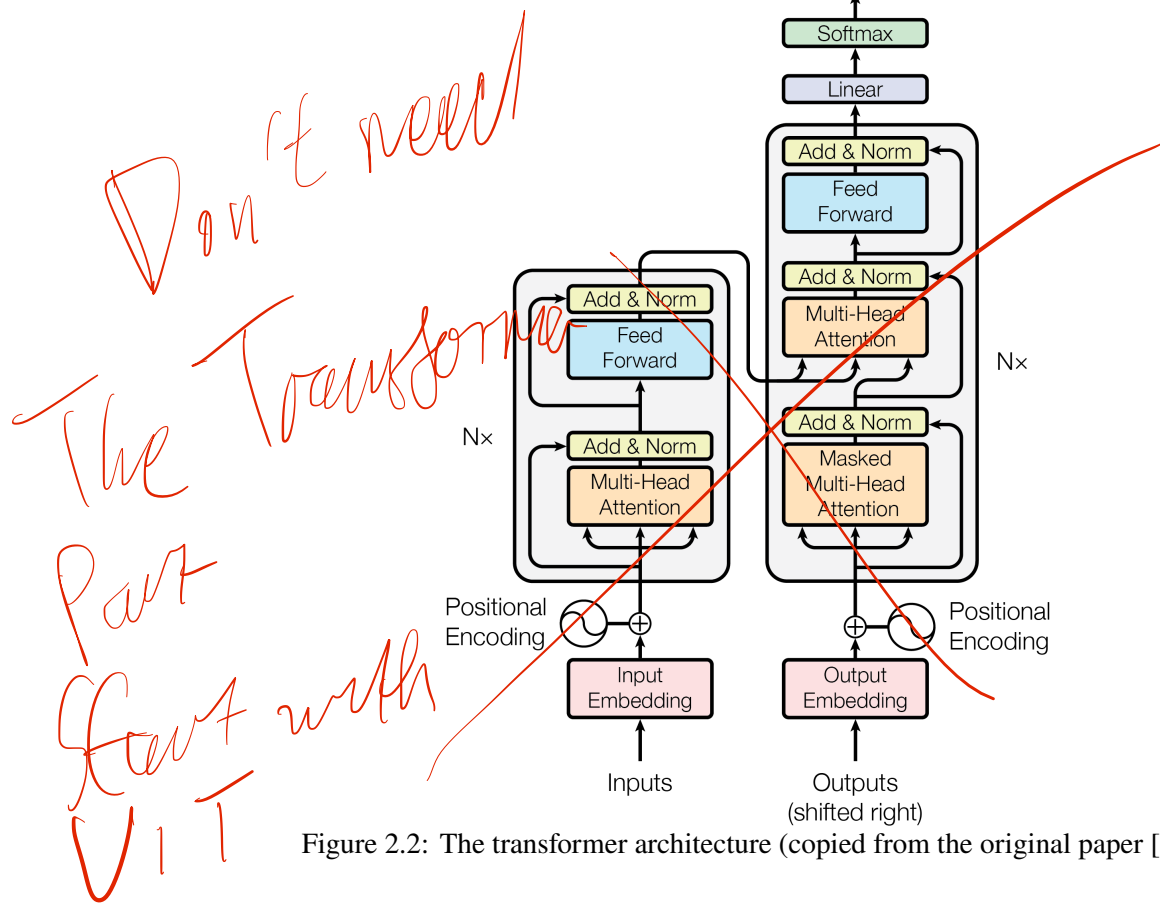 Don't need
The Transformer
Part
Start with
ViT
Softmax
Linear
Add & Norm
Feed
Forward
Add & Norm
Multi-Head
Attention
Add & Norm
Masked
Multi-Head
Attention
Nx
Add & Norm
Feed
Forward
Add & Norm
Multi-Head
Attention
Nx
Positional
Encoding
Positional
Encoding
Input
Embedding
Output
Embedding
Inputs
Outputs
(shifted right)
Figure 2.2: The transformer architecture (copied from the original paper [